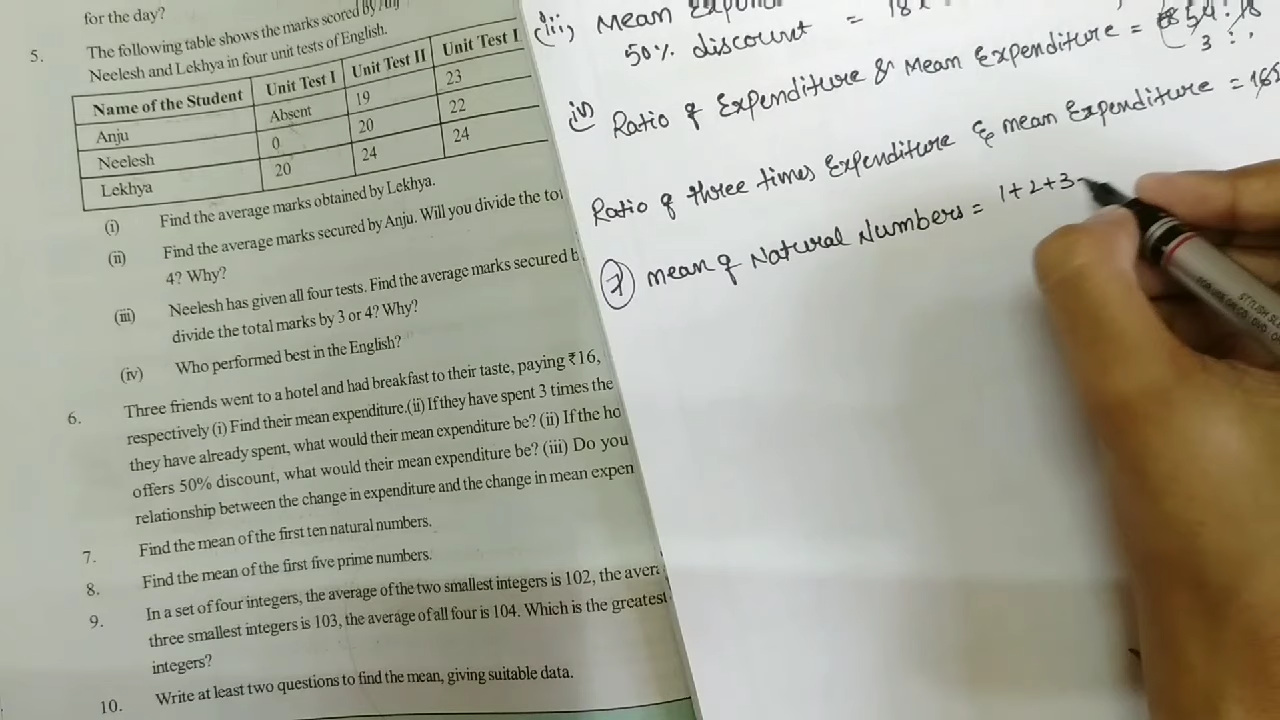 for the day?
5. The following table shows the marks scored by
Neelesh and Lekhya in four unit tests of English.
Name of the Student Unit Test I Unit Test II Unit Test I
Anju Absent 19 23
Neelesh 0 20 22
Lekhya 20 24 24
(i) Find the average marks obtained by Lekhya.
(ii) Find the average marks secured by Anju. Will you divide the tot
4? Why?
(iii) Neelesh has given all four tests. Find the average marks secured b
divide the total marks by 3 or 4? Why?
(iv) Who performed best in the English?
6. Three friends went to a hotel and had breakfast to their taste, paying ₹16,
respectively (i) Find their mean expenditure.(ii) If they have spent 3 times the
they have already spent, what would their mean expenditure be? (ii) If the ho
offers 50% discount, what would their mean expenditure be? (iii) Do you
relationship between the change in expenditure and the change in mean expen
7. Find the mean of the first ten natural numbers.
8. Find the mean of the first five prime numbers.
9. In a set of four integers, the average of the two smallest integers is 102, the avera
three smallest integers is 103, the average of all four is 104. Which is the greatest
integers?
10. Write at least two questions to find the mean, giving suitable data.
(iii) Mean
50% discount = 18
iv) Ratio of Expenditure & Mean Expenditure = 54:18
3 :
Ratio of three times Expenditure & mean Expenditure =
7 mean of Natural Numbers = 1+2+3